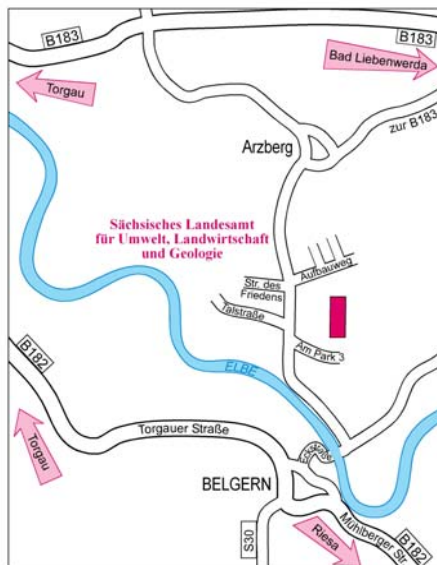 B183
B183
Bad Liebenwerda
Torgau
zur B183
Arzberg
Sächsisches Landesamt
für Umwelt, Landwirtschaft
und Geologie
Aufbauweg
Str. des
Friedens
Talstraße
Am Park 3
B182
ELBE
Torgauer Straße
Torgau
BELGERN
S30
Mühlberger Str.
B182
Riesa